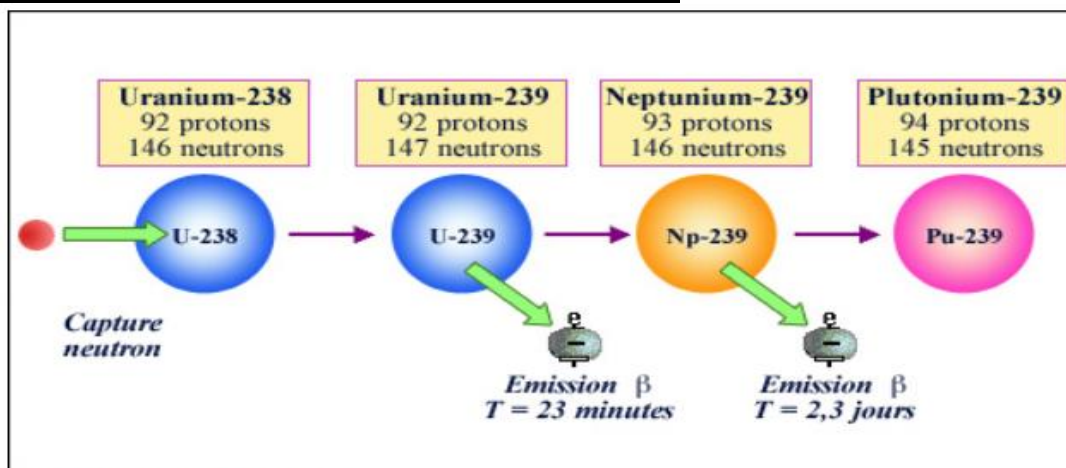 Uranium-238
92 protons
146 neutrons
Uranium-239
92 protons
147 neutrons
Neptunium-239
93 protons
146 neutrons
Plutonium-239
94 protons
145 neutrons
U-238
U-239
Np-239
Pu-239
Capture
neutron
e
-
Emission β
T = 23 minutes
e
-
Emission β
T = 2,3 jours